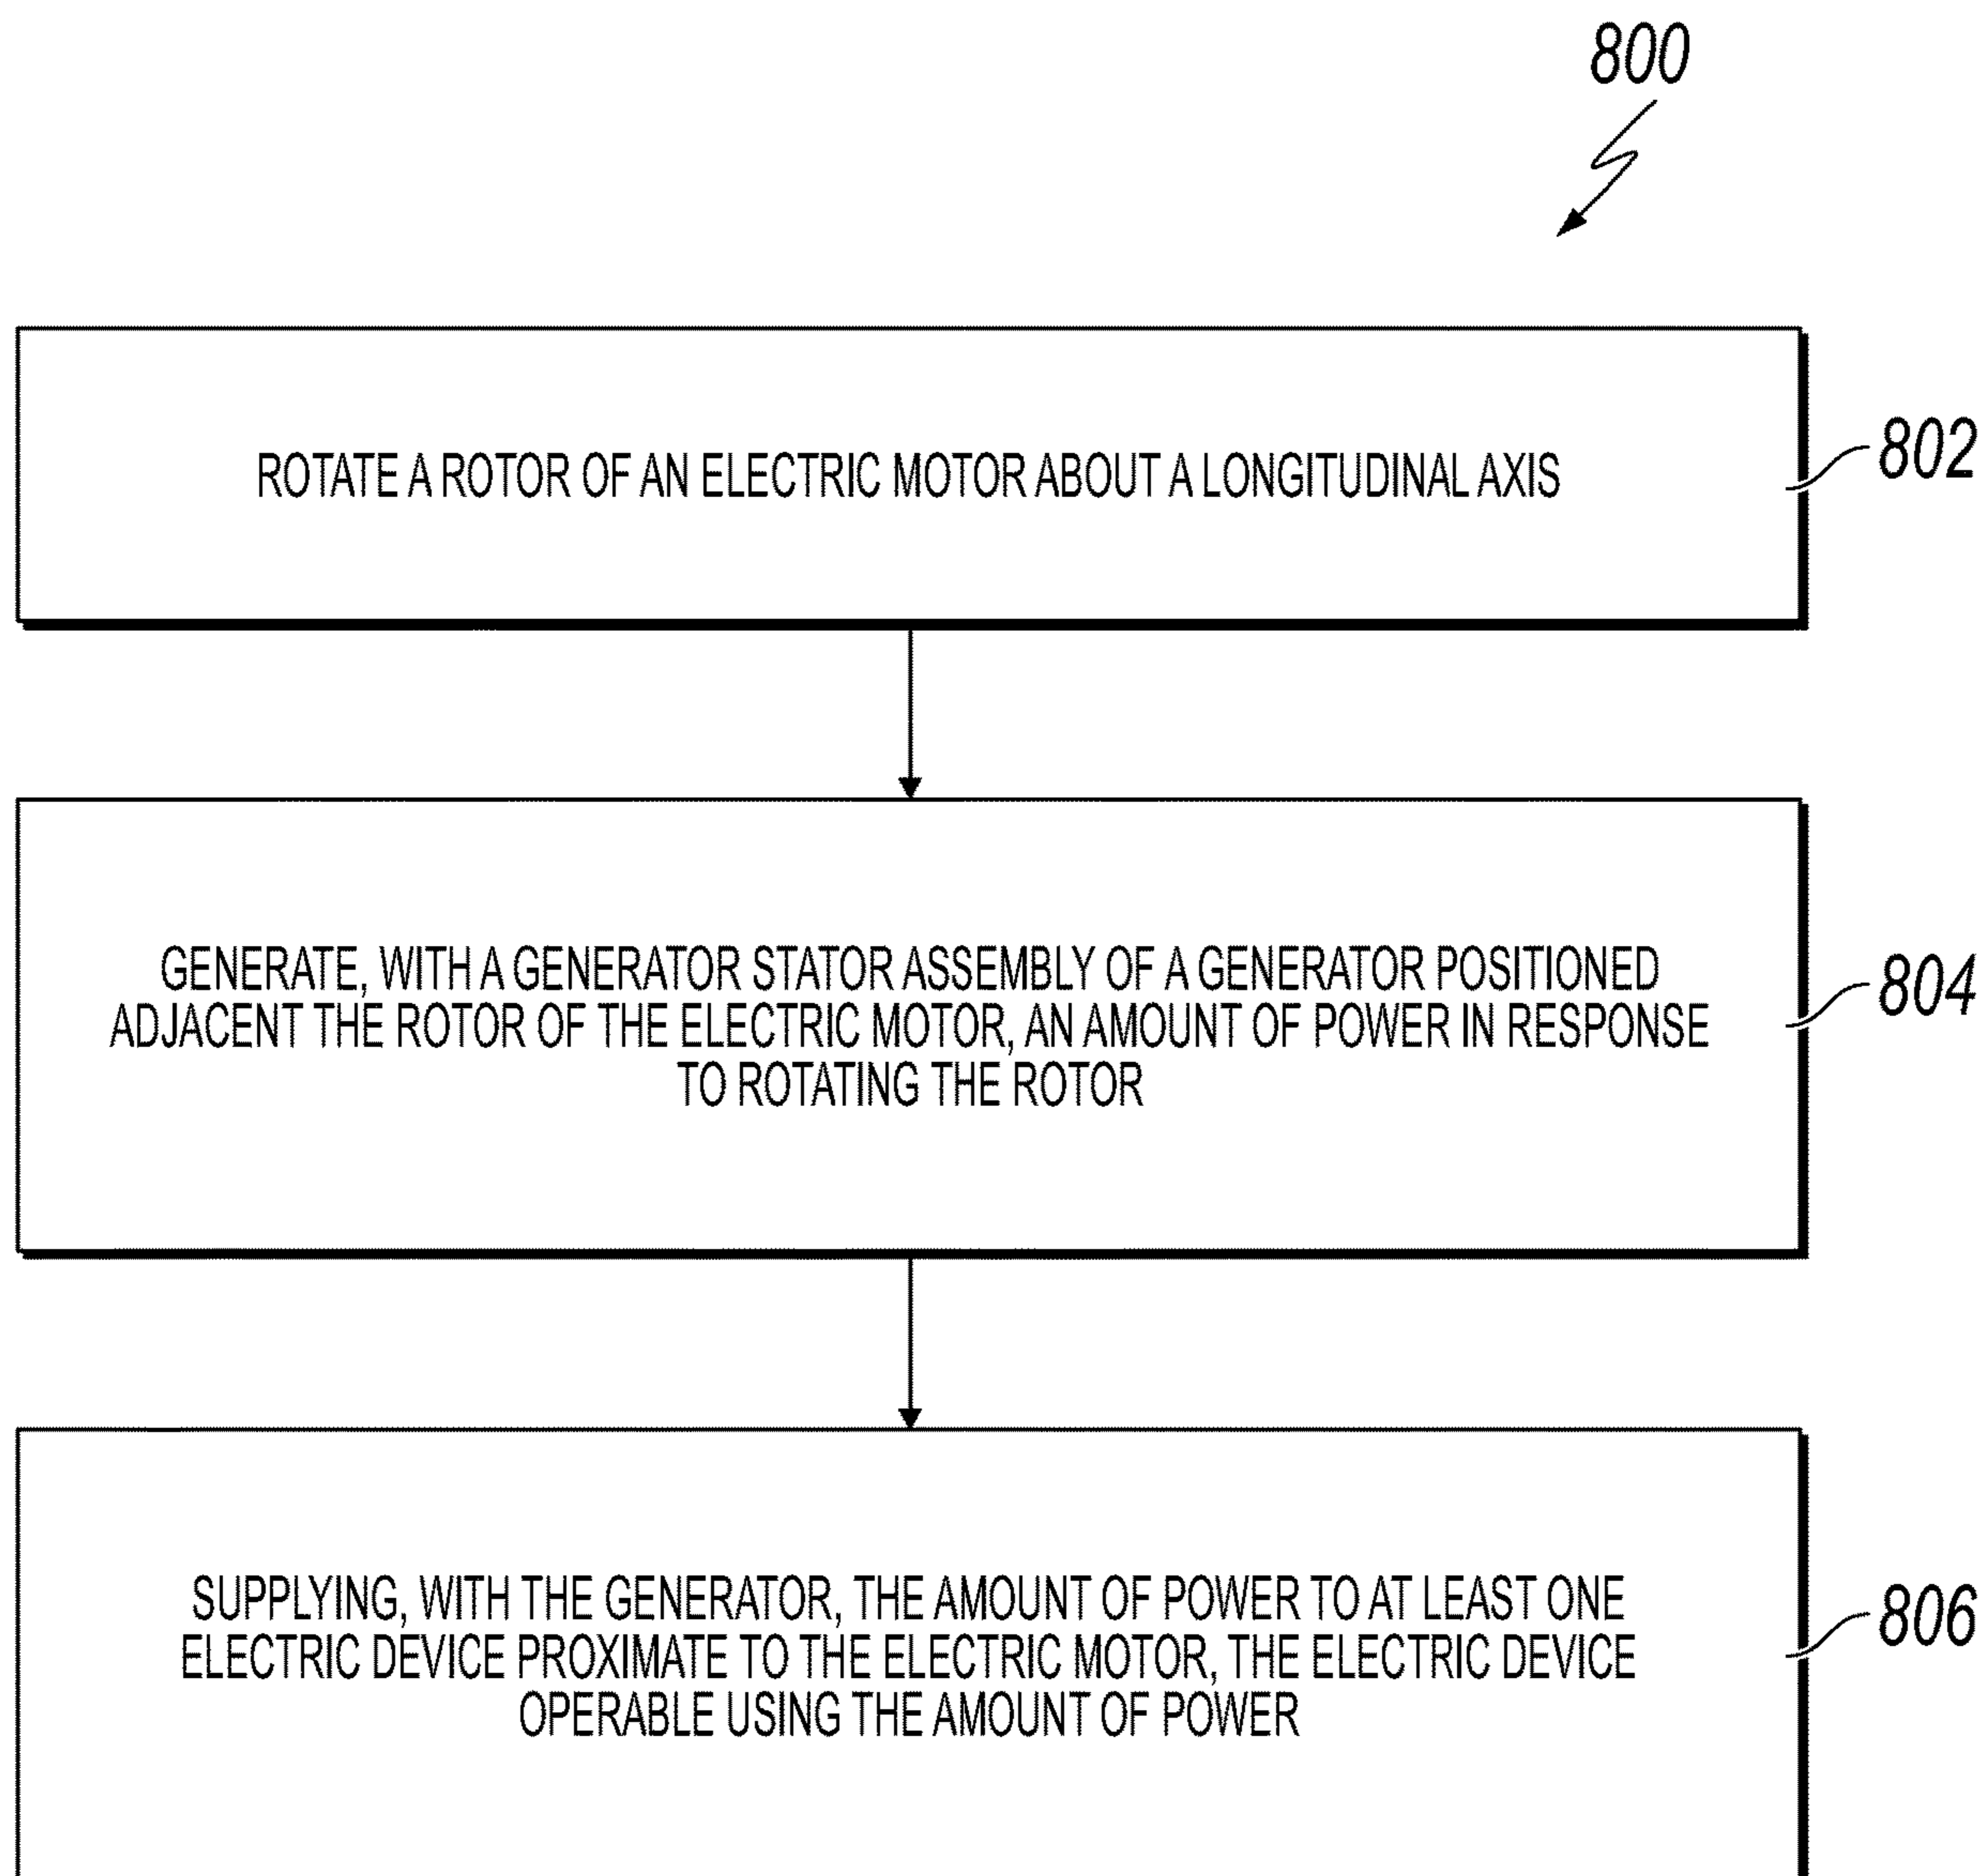 800
ROTATE A ROTOR OF AN ELECTRIC MOTOR ABOUT A LONGITUDINAL AXIS
802
GENERATE, WITH A GENERATOR STATOR ASSEMBLY OF A GENERATOR POSITIONED
ADJACENT THE ROTOR OF THE ELECTRIC MOTOR, AN AMOUNT OF POWER IN RESPONSE
TO ROTATING THE ROTOR
804
SUPPLYING, WITH THE GENERATOR, THE AMOUNT OF POWER TO AT LEAST ONE
ELECTRIC DEVICE PROXIMATE TO THE ELECTRIC MOTOR, THE ELECTRIC DEVICE
OPERABLE USING THE AMOUNT OF POWER
806